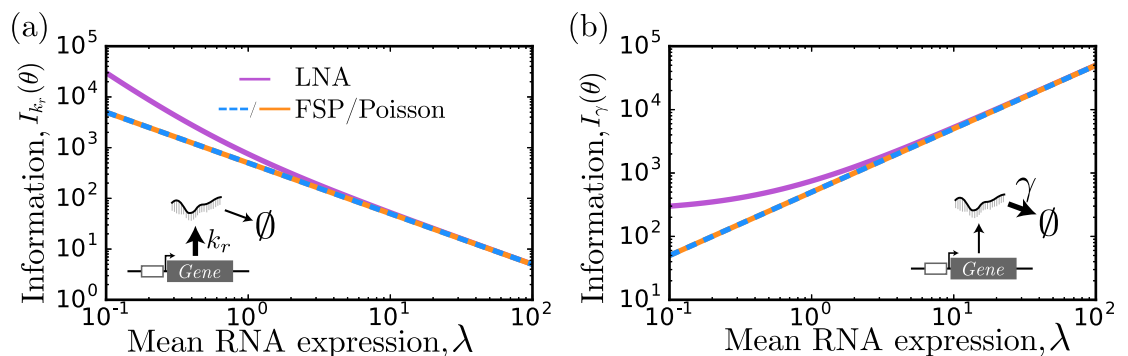 (a)
Information, I_{k_r}(θ)
10^5
10^4
10^3
10^2
10^1
10^0
LNA
FSP/Poisson
∅
k_r
Gene
10^{-1} 10^0 10^1 10^2
Mean RNA expression, λ
(b)
Information, I_γ(θ)
10^5
10^4
10^3
10^2
10^1
γ
∅
Gene
10^{-1} 10^0 10^1 10^2
Mean RNA expression, λ